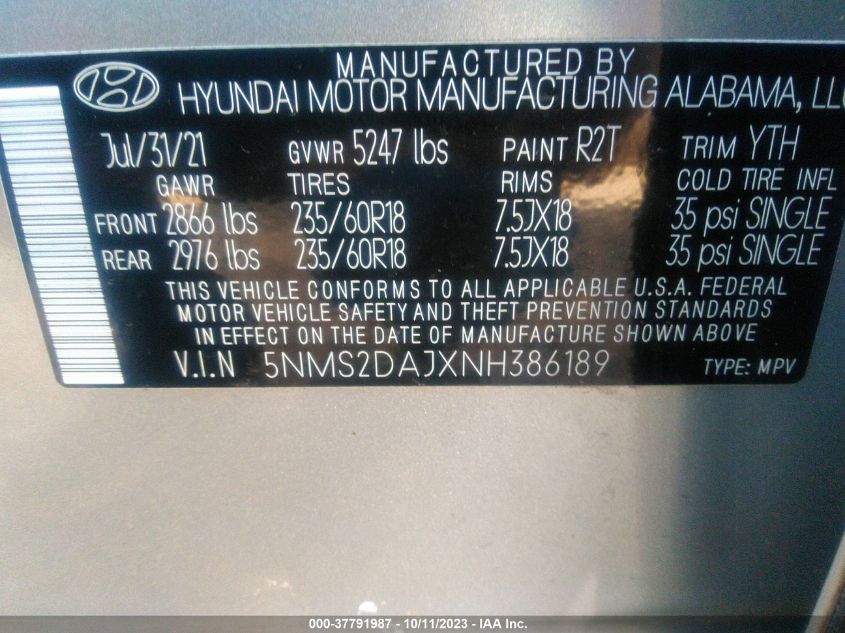 MANUFACTURED BY
HYUNDAI MOTOR MANUFACTURING ALABAMA, LLC
Jul/31/21 GVWR 5247 lbs PAINT R2T TRIM YTH
GAWR TIRES RIMS COLD TIRE INFL
FRONT 2866 lbs 235/60R18 7.5JX18 35 psi SINGLE
REAR 2976 lbs 235/60R18 7.5JX18 35 psi SINGLE
THIS VEHICLE CONFORMS TO ALL APPLICABLE U.S.A. FEDERAL
MOTOR VEHICLE SAFETY AND THEFT PREVENTION STANDARDS
IN EFFECT ON THE DATE OF MANUFACTURE SHOWN ABOVE.
V.I.N 5NMS2DAJXNH386189 TYPE: MPV
000-37791987 - 10/11/2023 - IAA Inc.